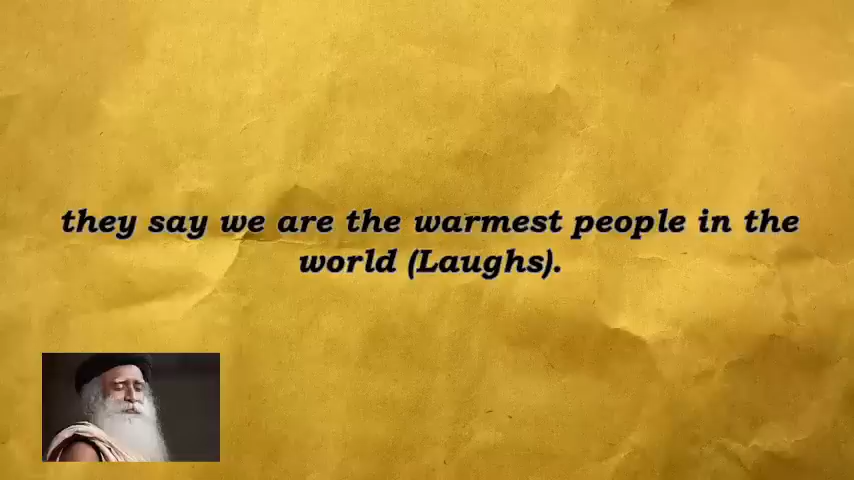 they say we are the warmest people in the
world (Laughs).